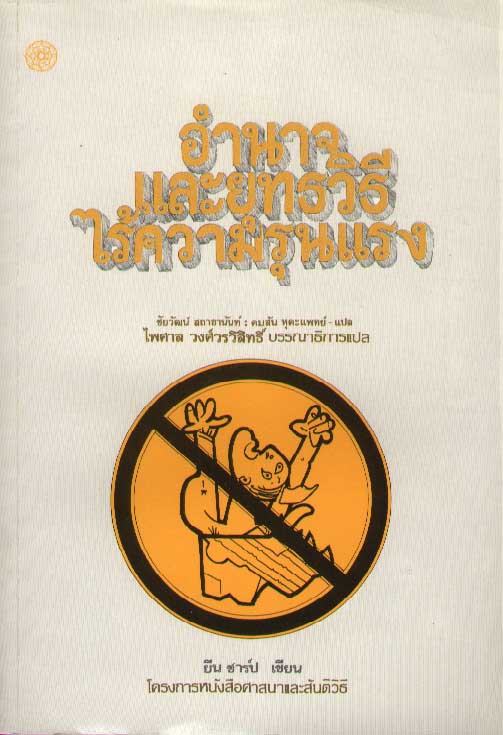 อำนาจ
และยุทธวิธี
ไร้ความรุนแรง
ชัยวัฒน์ สถาอานันท์ : คมสัน หุตะแพทย์ - แปล
ไพศาล วงศ์วรวิสิทธิ์ บรรณาธิการแปล
ยีน ชาร์ป เขียน
โครงการหนังสือศาสนาและสันติวิธี